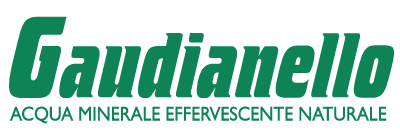 Gaudianello
ACQUA MINERALE EFFERVESCENTE NATURALE